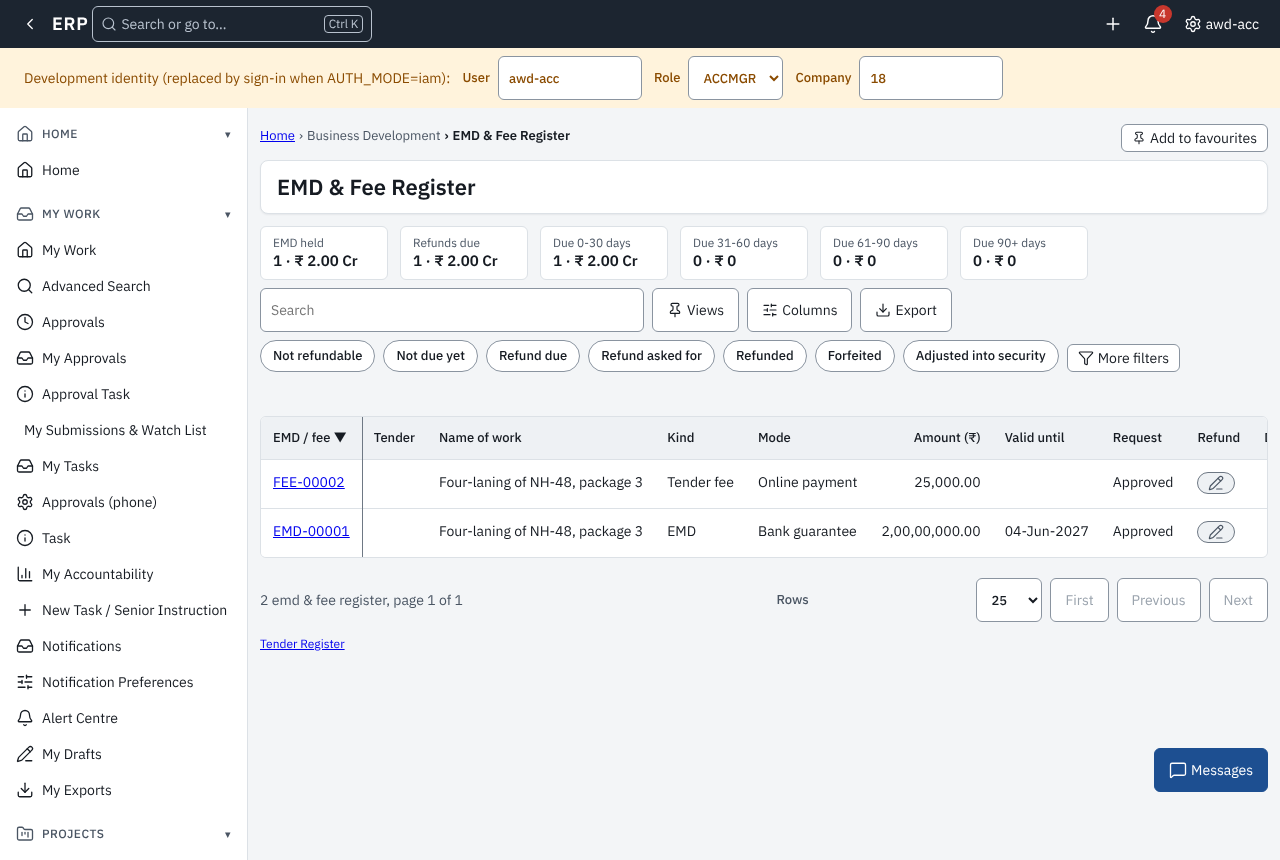 ERP Search or go to... Ctrl K 4 awd-acc
Development identity (replaced by sign-in when AUTH_MODE=iam): User awd-acc Role ACCMGR Company 18
HOME
Home
MY WORK
My Work
Advanced Search
Approvals
My Approvals
Approval Task
My Submissions & Watch List
My Tasks
Approvals (phone)
Task
My Accountability
New Task / Senior Instruction
Notifications
Notification Preferences
Alert Centre
My Drafts
My Exports
PROJECTS
Home › Business Development › EMD & Fee Register
Add to favourites
EMD & Fee Register
EMD held Refunds due Due 0-30 days Due 31-60 days Due 61-90 days Due 90+ days
1 · ₹ 2.00 Cr 1 · ₹ 2.00 Cr 1 · ₹ 2.00 Cr 0 · ₹ 0 0 · ₹ 0 0 · ₹ 0
Search Views Columns Export
Not refundable Not due yet Refund due Refund asked for Refunded Forfeited Adjusted into security More filters
EMD / fee ▼ Tender Name of work Kind Mode Amount (₹) Valid until Request Refund
FEE-00002 Four-laning of NH-48, package 3 Tender fee Online payment 25,000.00 Approved
EMD-00001 Four-laning of NH-48, package 3 EMD Bank guarantee 2,00,00,000.00 04-Jun-2027 Approved
2 emd & fee register, page 1 of 1 Rows 25 First Previous Next
Tender Register
Messages